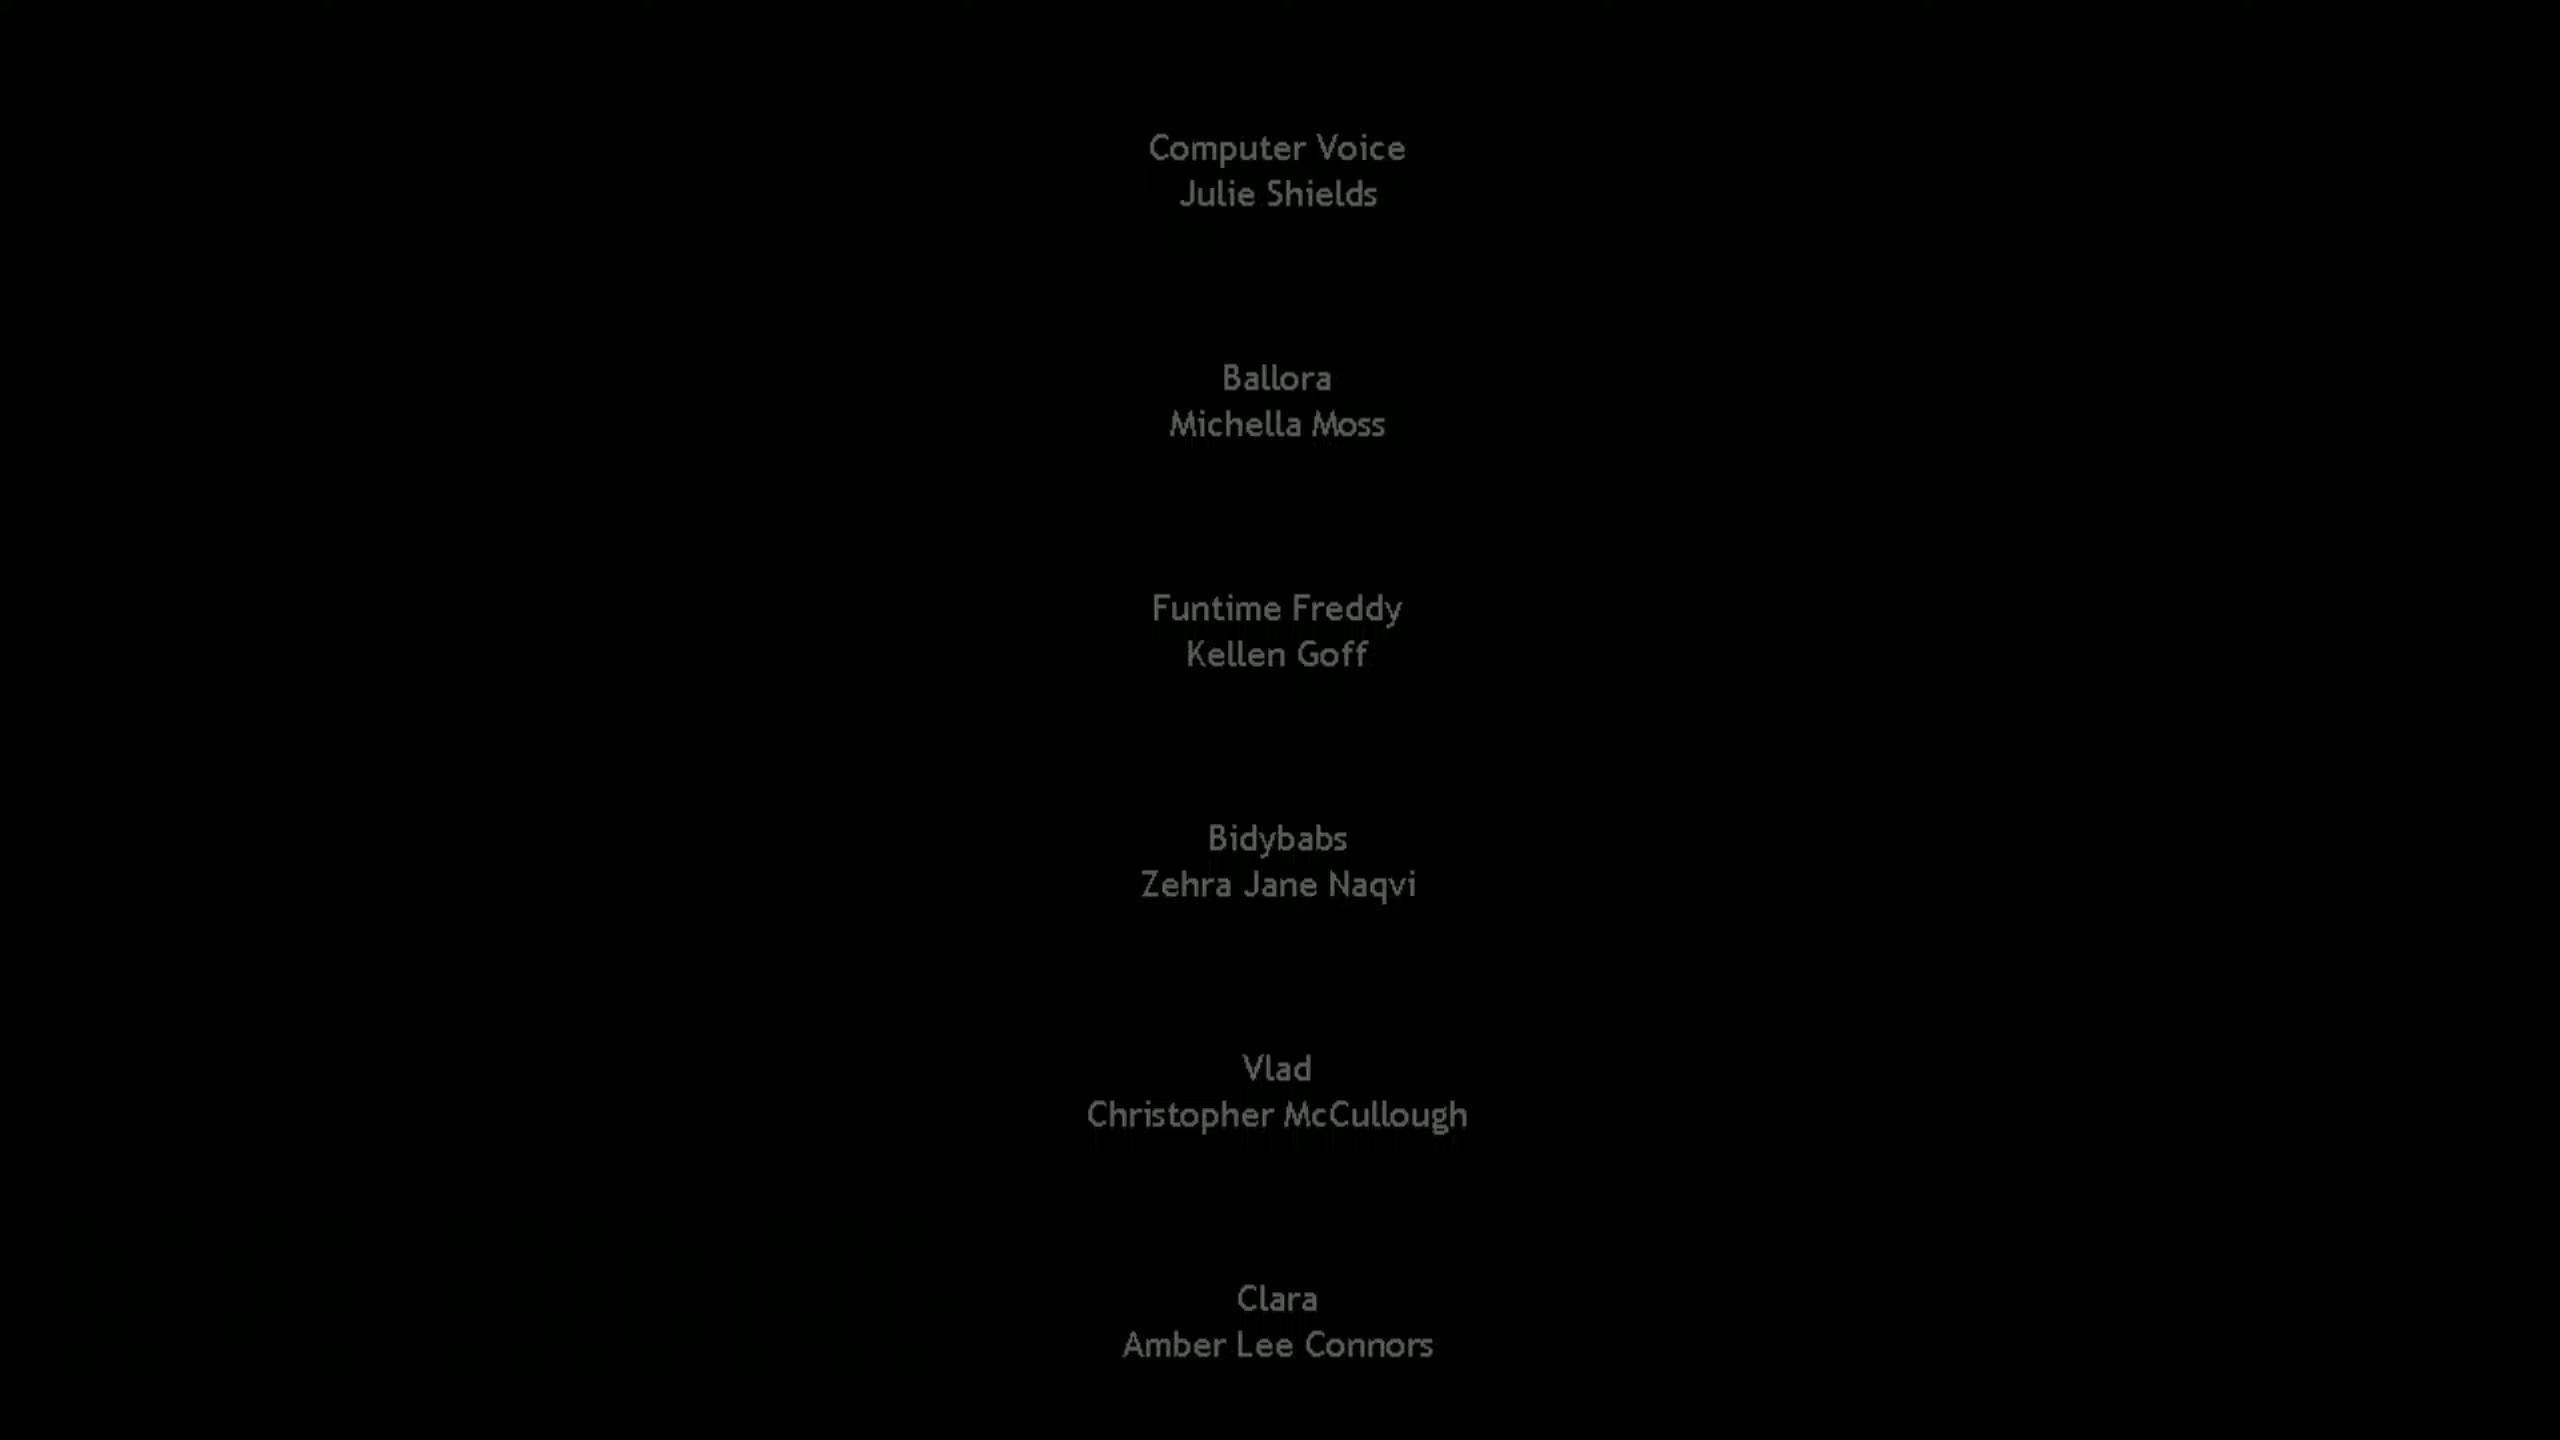 Computer Voice
Julie Shields
Ballora
Michella Moss
Funtime Freddy
Kellen Goff
Bidybabs
Zehra Jane Naqvi
Vlad
Christopher McCullough
Clara
Amber Lee Connors